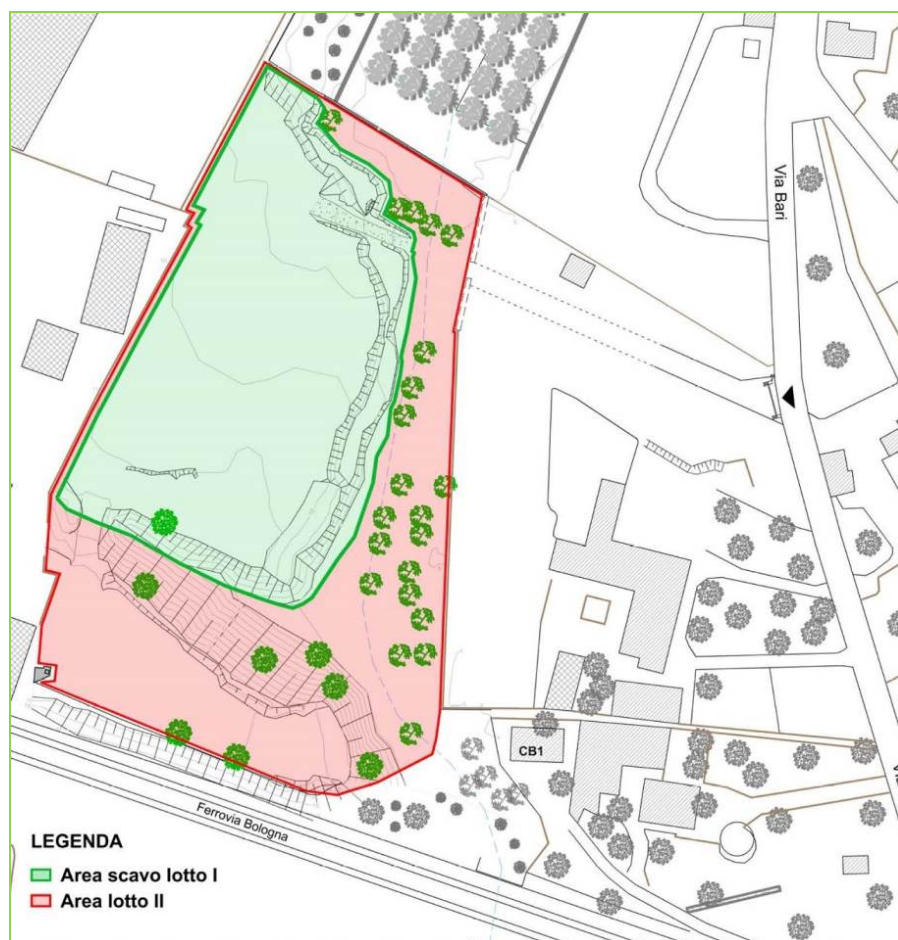 Via Bari
CB1
Ferrovia Bologna
LEGENDA
Area scavo lotto I
Area lotto II